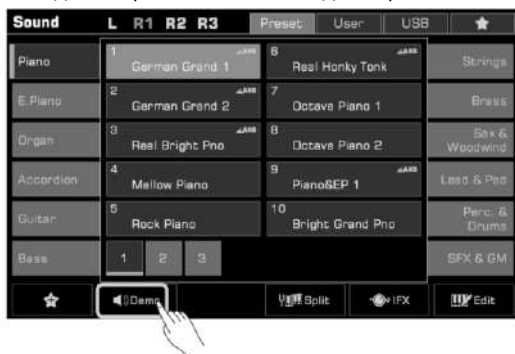 Sound L R1 R2 R3 Preset User USB
Piano
1 German Grand 1
6 Real Honky Tonk
Strings
E.Piano
2 German Grand 2
7 Octave Piano 1
Brass
Organ
3 Real Bright Pno
8 Octave Piano 2
Sax &
Woodwind
Accordion
4 Mellow Piano
9 Piano&EP 1
Lead & Pad
Guitar
5 Rock Piano
10 Bright Grand Pno
Perc. &
Drums
Bass
1 2 3
SFX & GM
Demo Split IFX Edit